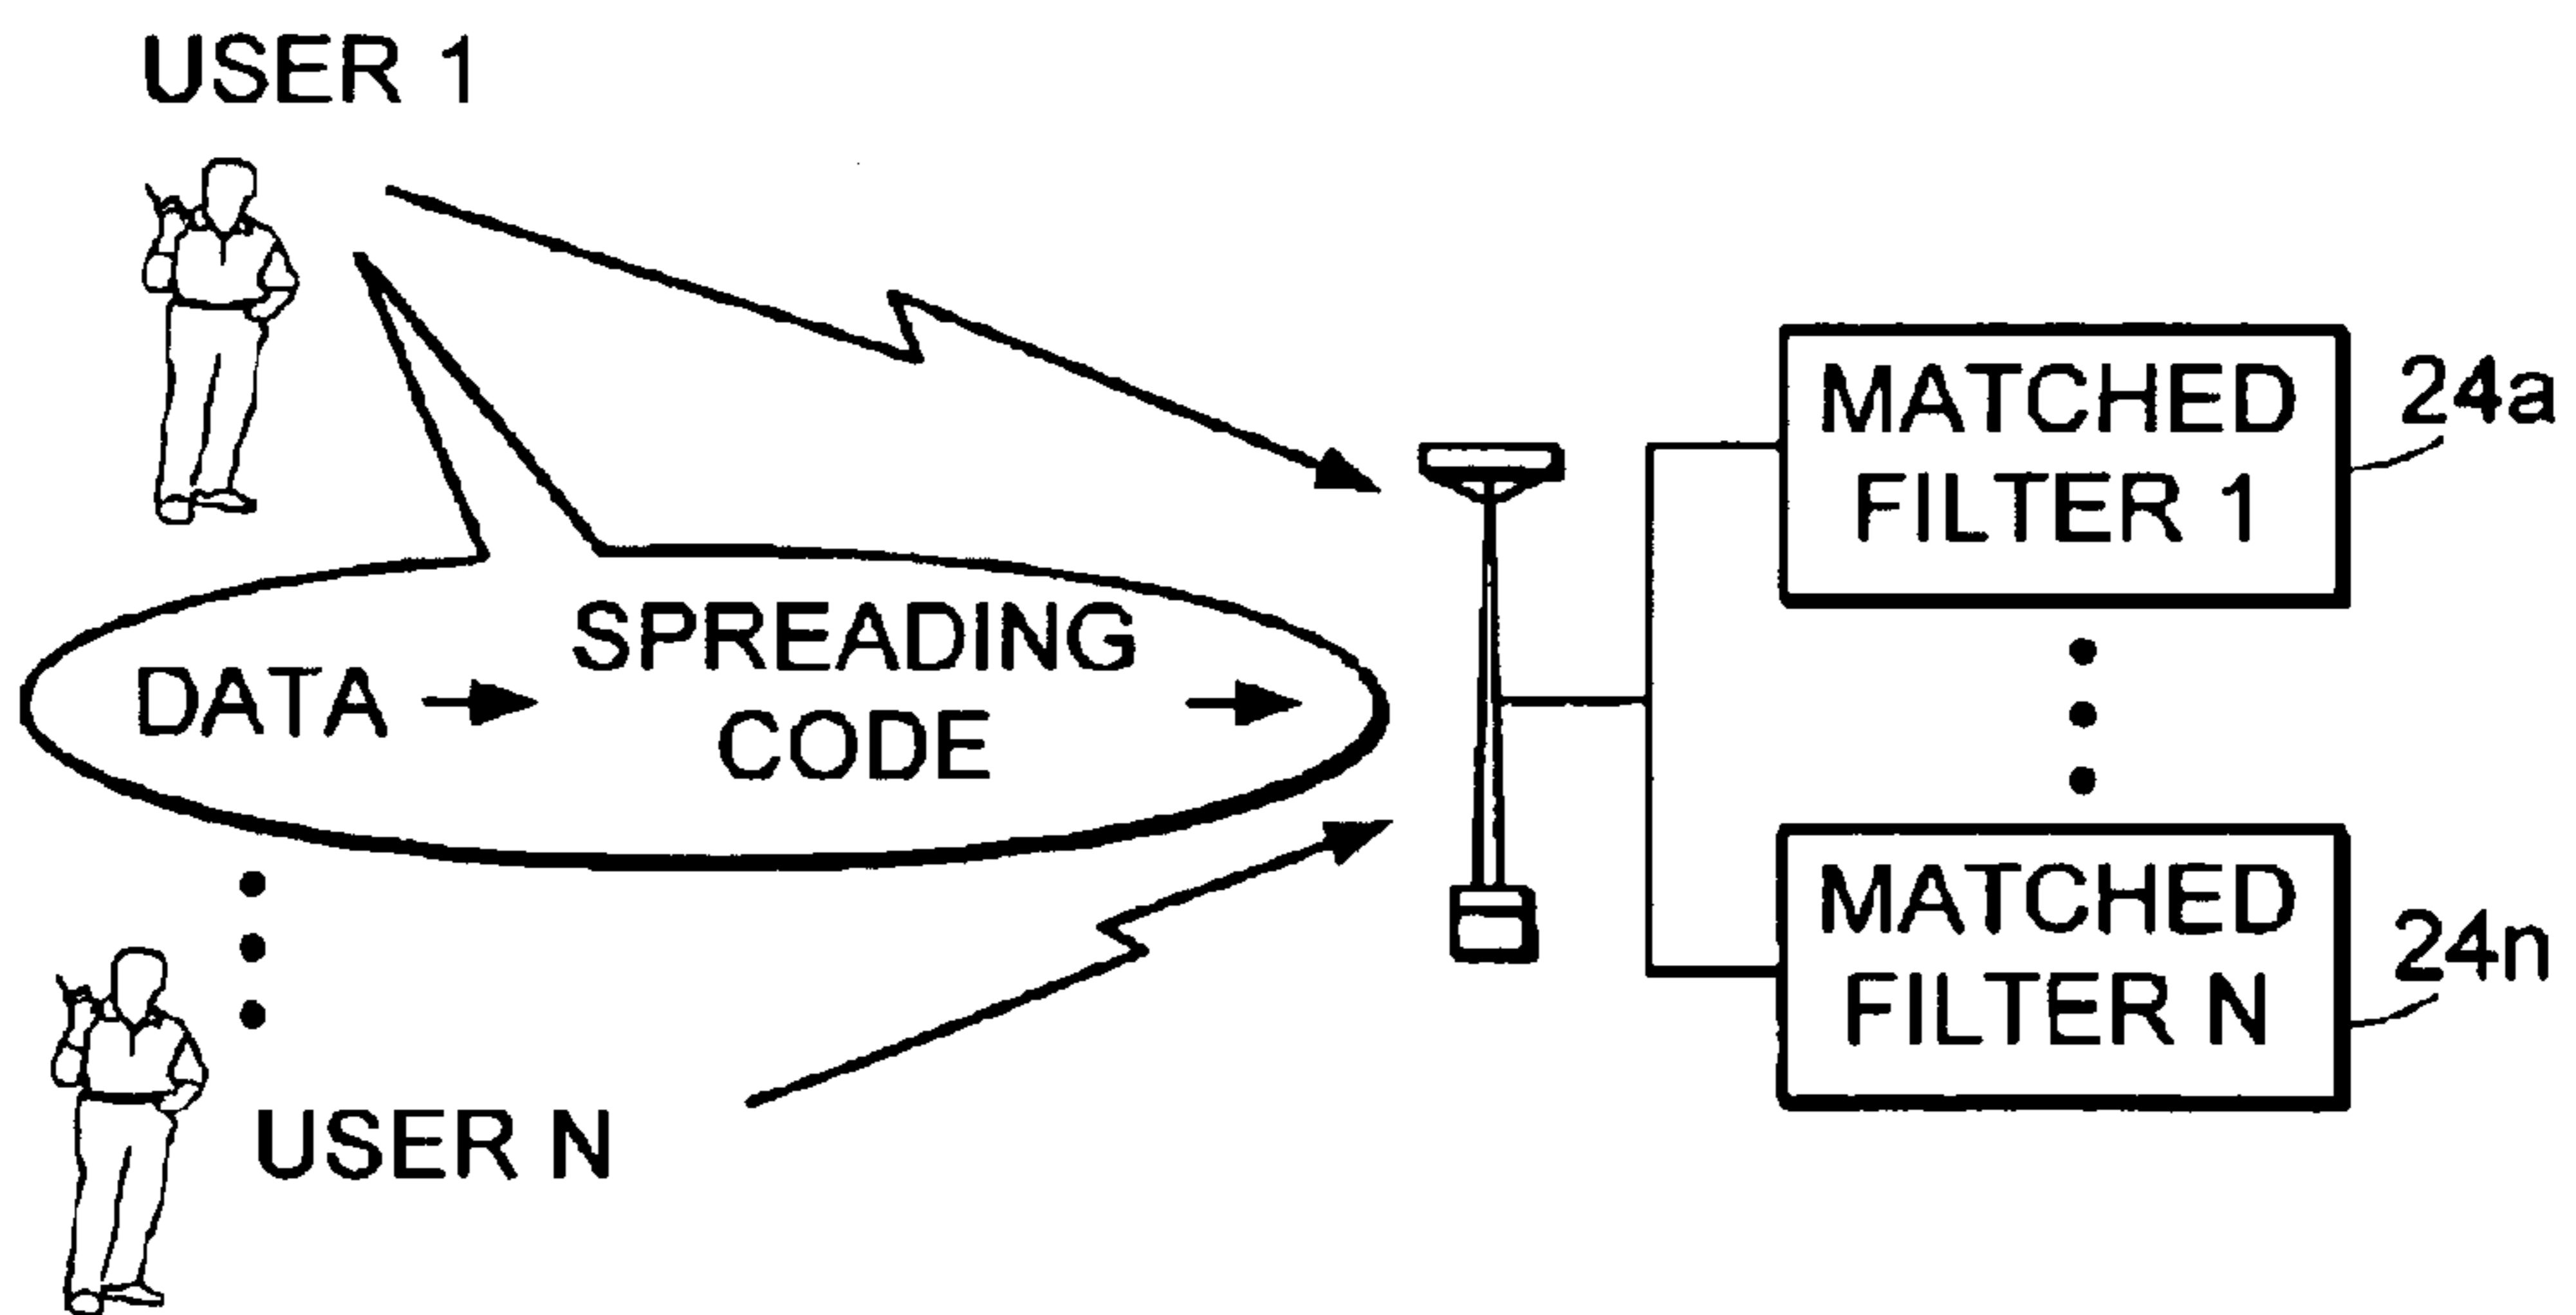 USER 1
MATCHED
FILTER 1
24a
DATA
SPREADING
CODE
MATCHED
FILTER N
24n
USER N